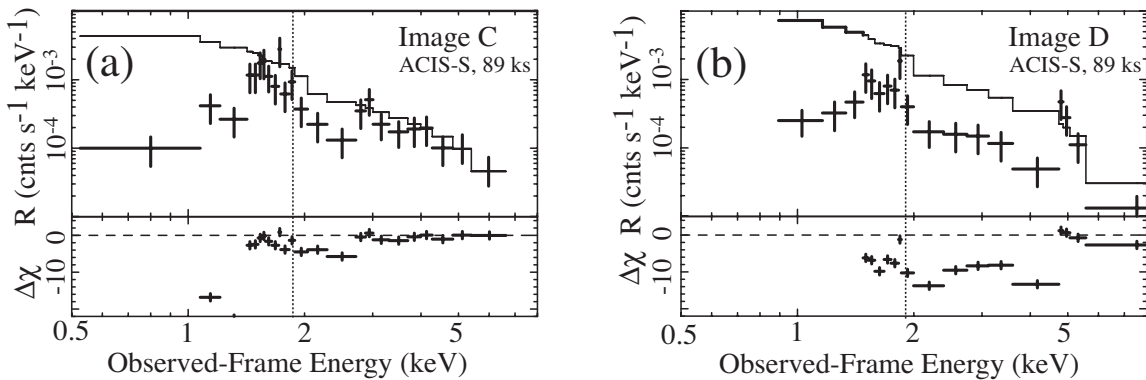 (a)
Image C
ACIS-S, 89 ks
R (cnts s⁻¹ keV⁻¹)
10⁻³
10⁻⁴
Δχ
0
-10
0.5 1 2 5
Observed-Frame Energy (keV)
(b)
Image D
ACIS-S, 89 ks
R (cnts s⁻¹ keV⁻¹)
10⁻³
10⁻⁴
Δχ
0
-10
0.5 1 2 5
Observed-Frame Energy (keV)